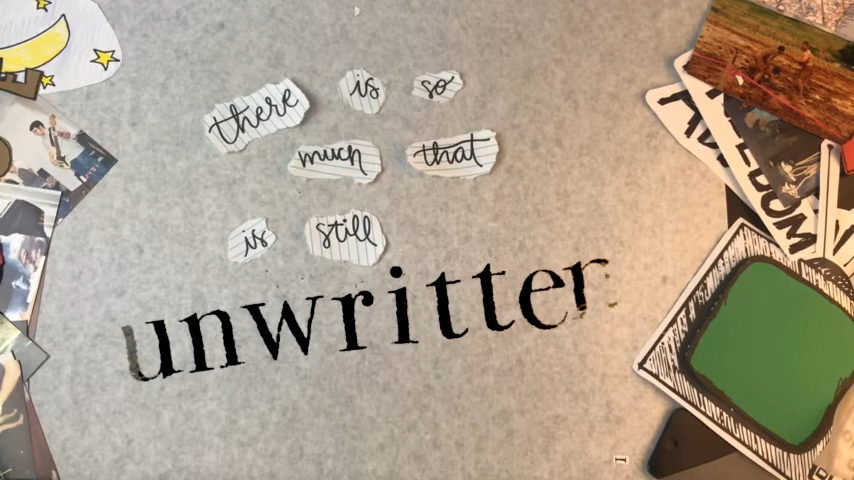 there is so
much that
is still
unwritter